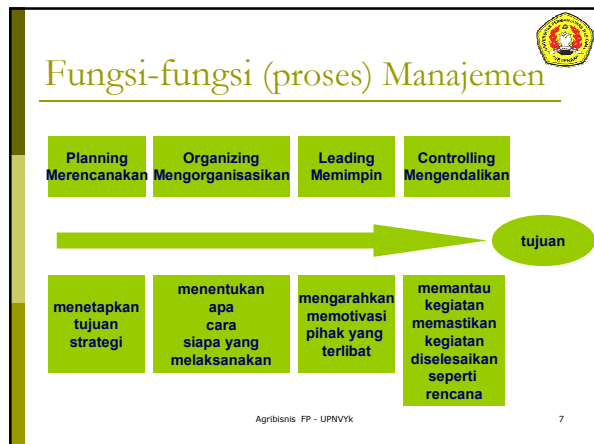 Fungsi-fungsi (proses) Manajemen
Planning
Merencanakan
Organizing
Mengorganisasikan
Leading
Memimpin
Controlling
Mengendalikan
tujuan
menetapkan
tujuan
strategi
menentukan
apa
cara
siapa yang
melaksanakan
mengarahkan
memotivasi
pihak yang
terlibat
memantau
kegiatan
memastikan
kegiatan
diselesaikan
seperti
rencana
Agribisnis FP - UPNVYk
7